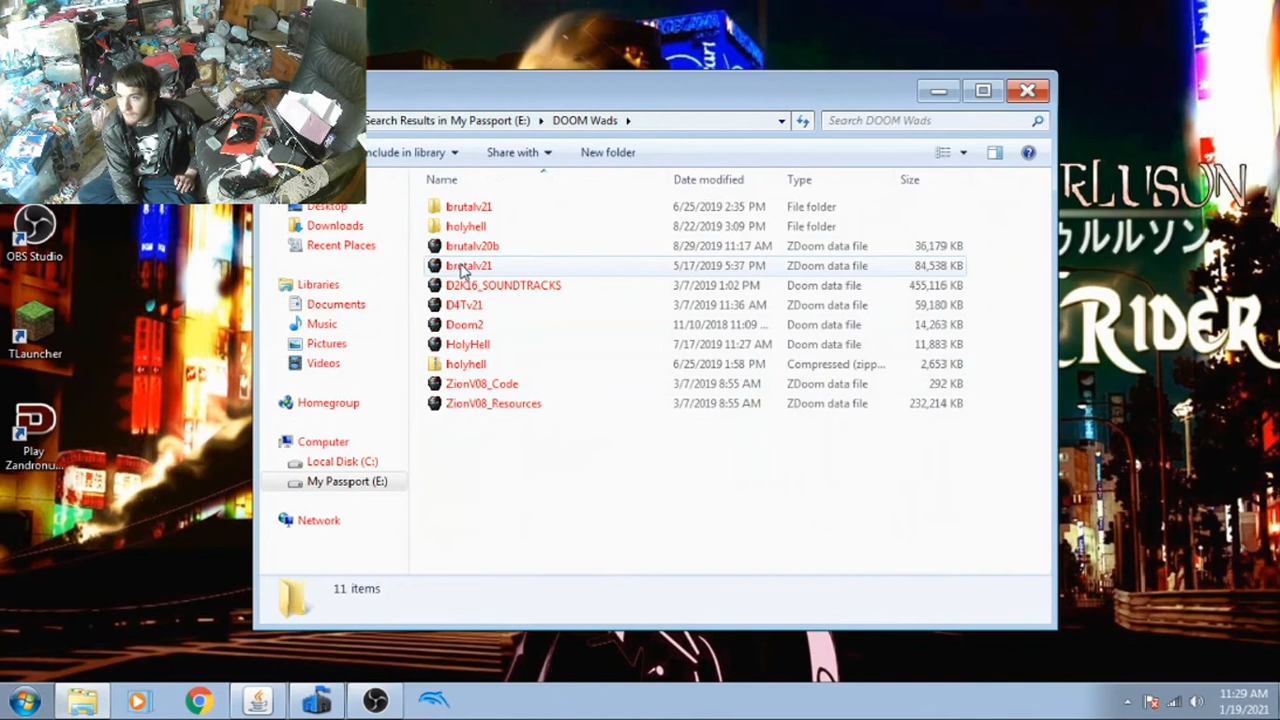 Search Results in My Passport (E:) DOOM Wads
Search DOOM Wads
nclude in library Share with New folder
Name Date modified Type Size
Desktop
Downloads
Recent Places
Libraries
Documents
Music
Pictures
Videos
Homegroup
Computer
Local Disk (C:)
My Passport (E:)
Network
brutalv21 6/25/2019 2:35 PM File folder
holyhell 8/22/2019 3:09 PM File folder
brutalv20b 8/29/2019 11:17 AM ZDoom data file 36,179 KB
brutalv21 5/17/2019 5:37 PM ZDoom data file 84,538 KB
D2K16_SOUNDTRACKS 3/7/2019 1:02 PM Doom data file 455,116 KB
D4Tv21 3/7/2019 11:36 AM ZDoom data file 59,180 KB
Doom2 11/10/2018 11:09 ... Doom data file 14,263 KB
HolyHell 7/17/2019 11:27 AM Doom data file 11,883 KB
holyhell 6/25/2019 1:58 PM Compressed (zipp... 2,653 KB
ZionV08_Code 3/7/2019 8:55 AM ZDoom data file 292 KB
ZionV08_Resources 3/7/2019 8:55 AM ZDoom data file 232,214 KB
11 items
OBS Studio
TLauncher
Play
Zandronu...
RLUSON
ゥルルソン
RIDER
11:29 AM
1/19/2021